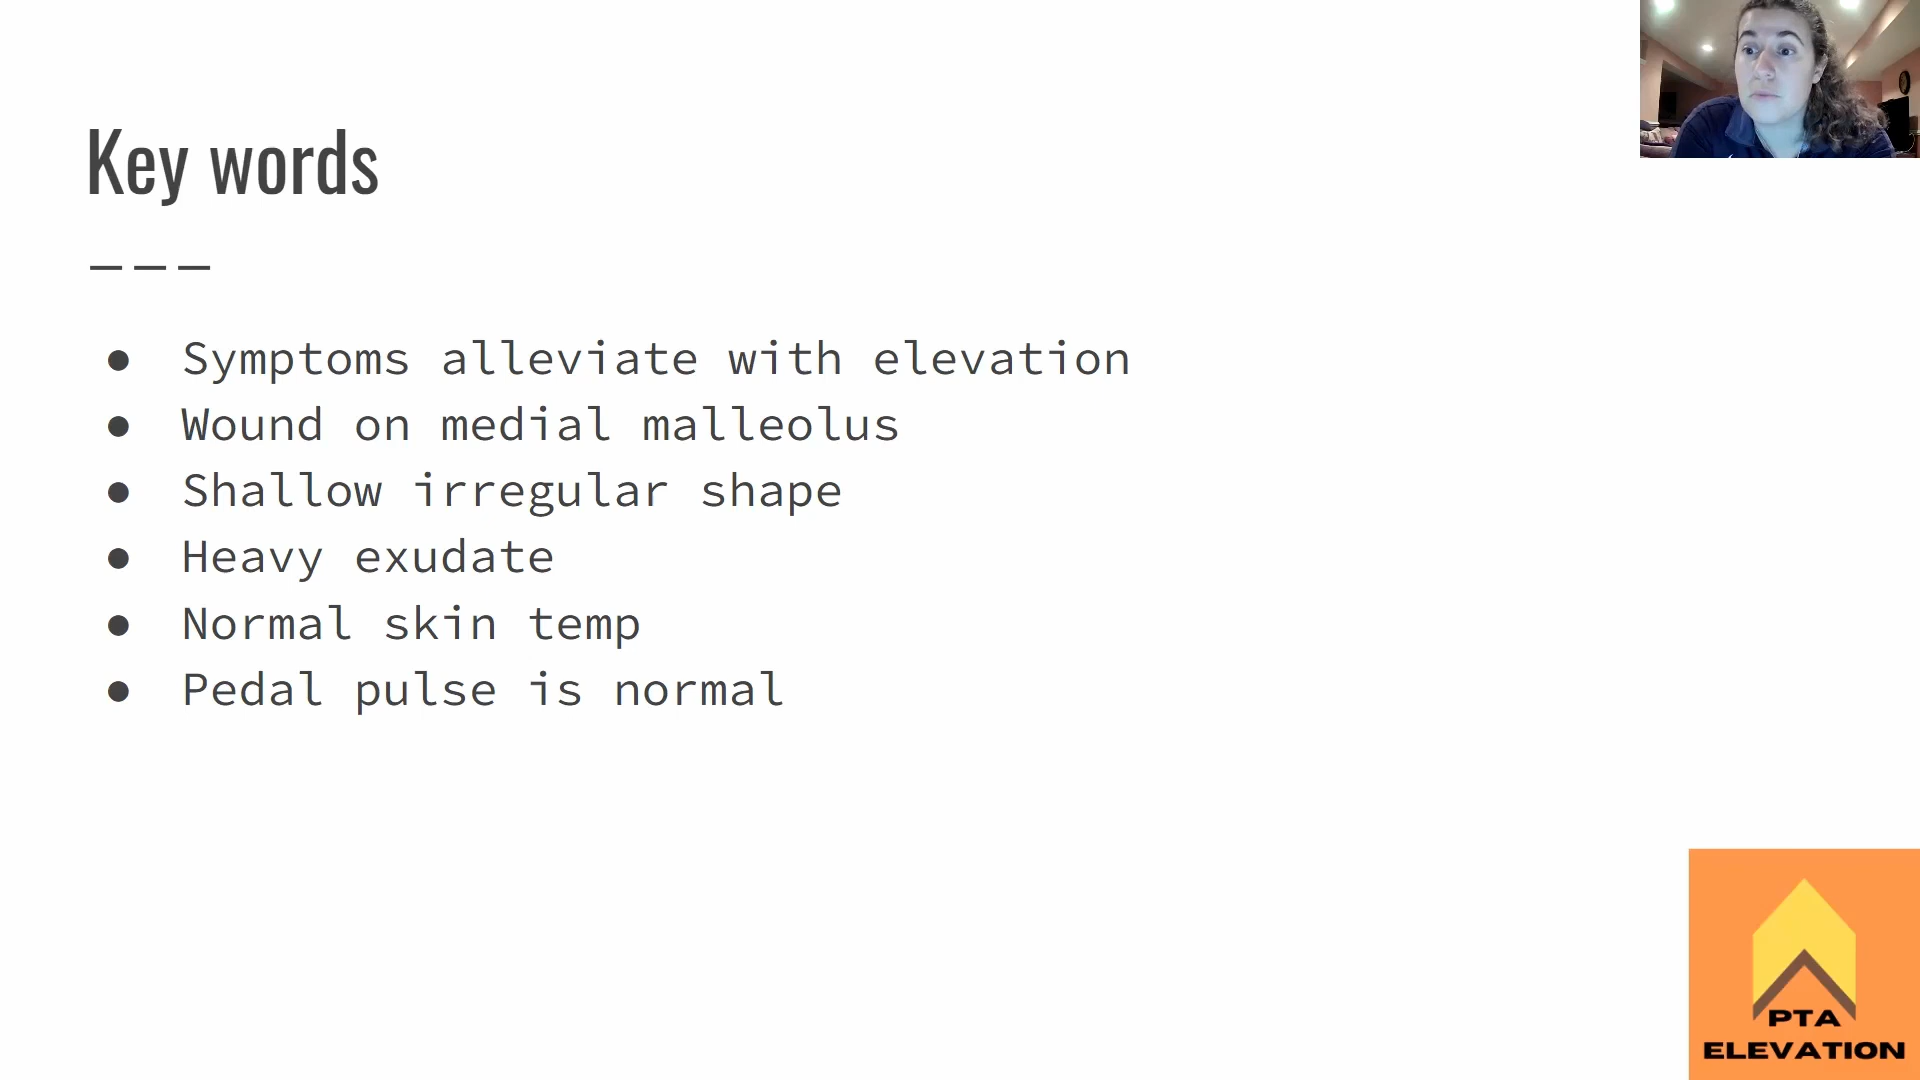 Key words
Symptoms alleviate with elevation
Wound on medial malleolus
Shallow irregular shape
Heavy exudate
Normal skin temp
Pedal pulse is normal
PTA
ELEVATION